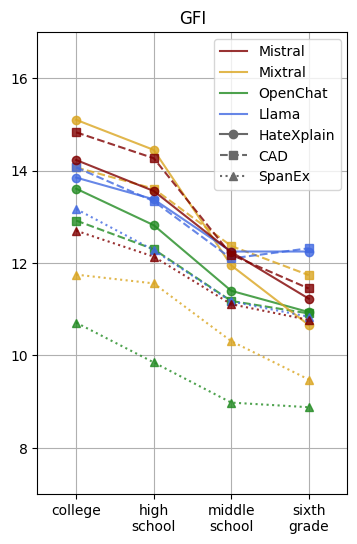 GFI
Mistral
Mixtral
OpenChat
Llama
HateXplain
CAD
SpanEx
16
14
12
10
8
college
high
school
middle
school
sixth
grade